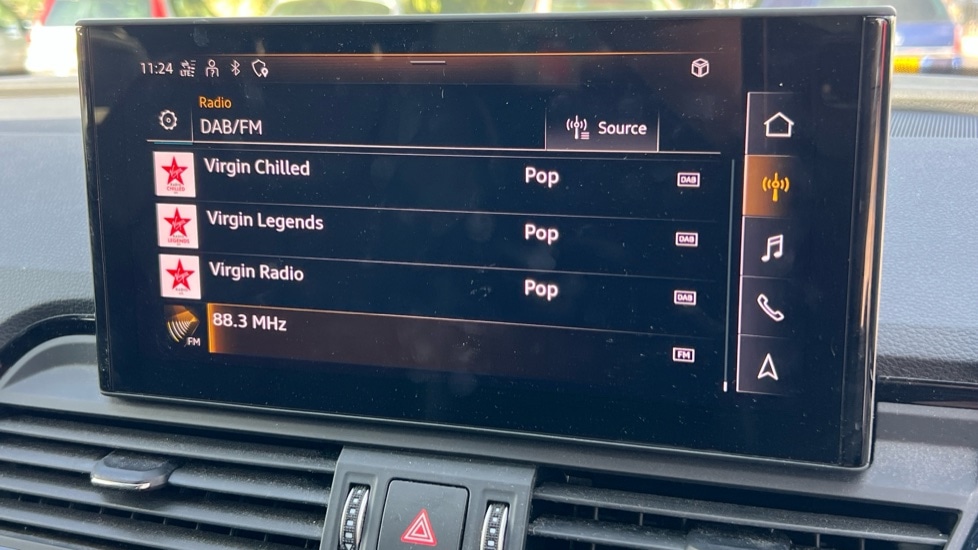 11:24 LTE
Radio
DAB/FM
Source
Virgin Chilled Pop DAB
Virgin Legends Pop DAB
Virgin Radio Pop DAB
88.3 MHz
FM FM